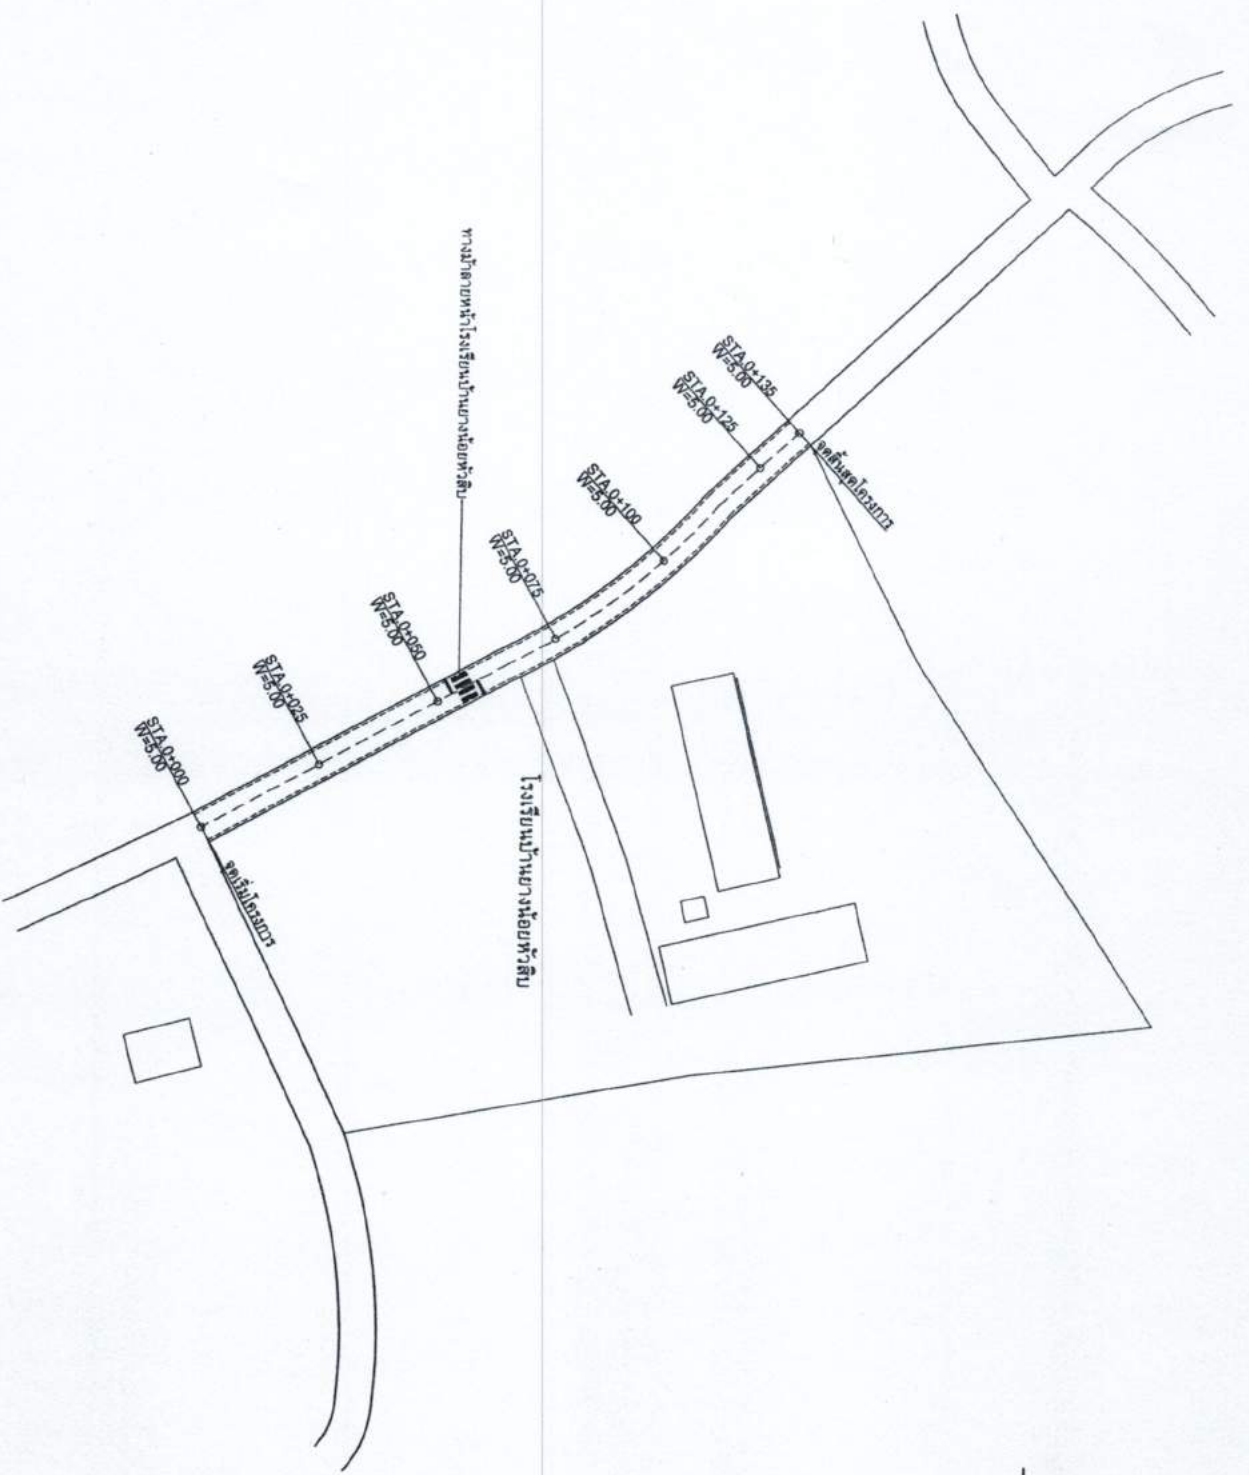 ทางม้าลายหน้าโรงเรียนบ้านยางน้อยหัวสิบ
STA.0+135
W=5.00
STA.0+125
W=5.00
จุดสิ้นสุดโครงการ
STA.0+100
W=5.00
STA.0+075
W=5.00
STA.0+050
W=5.00
STA.0+025
W=5.00
STA.0+000
W=5.00
โรงเรียนบ้านยางน้อยหัวสิบ
จุดเริ่มโครงการ